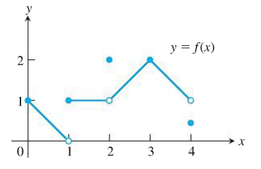 y
y = f(x)
2
1
0 1 2 3 4 x